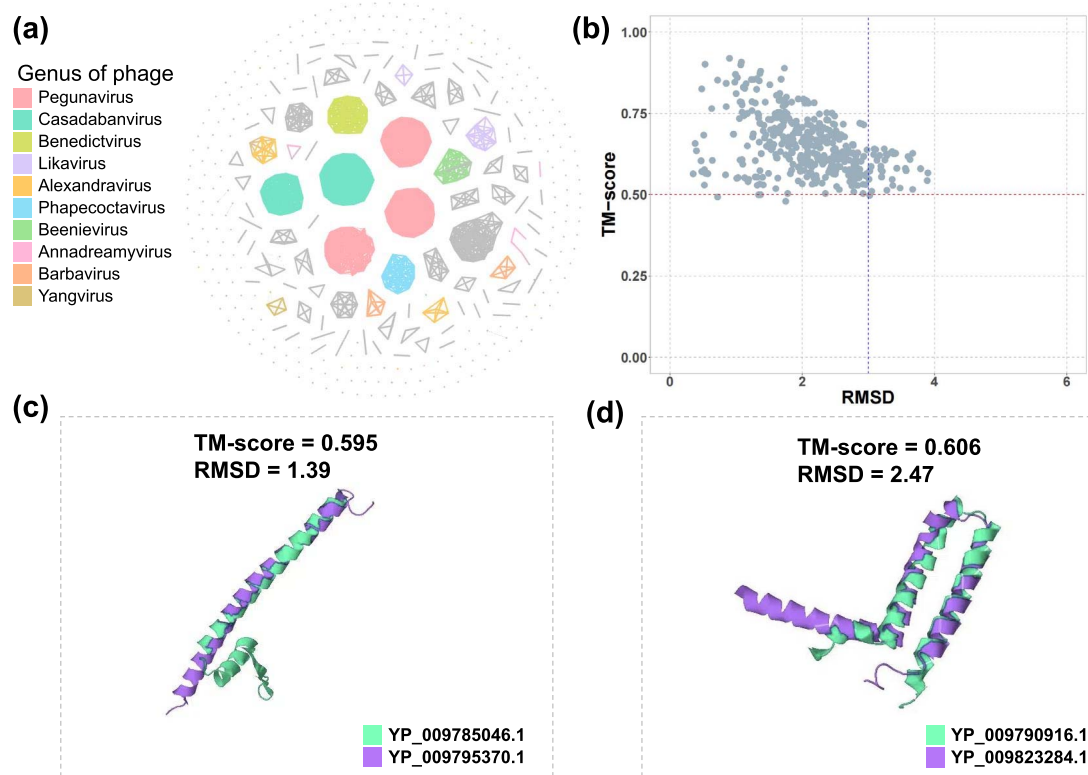 (a)
Genus of phage
Pegunavirus
Casadabanvirus
Benedictvirus
Likavirus
Alexandravirus
Phapecoctavirus
Beenievirus
Annadreamyvirus
Barbavirus
Yangvirus
(b)
1.00
0.75
0.50
0.25
0.00
TM−score
0 2 4 6
RMSD
(c)
TM-score = 0.595
RMSD = 1.39
YP_009785046.1
YP_009795370.1
(d)
TM-score = 0.606
RMSD = 2.47
YP_009790916.1
YP_009823284.1